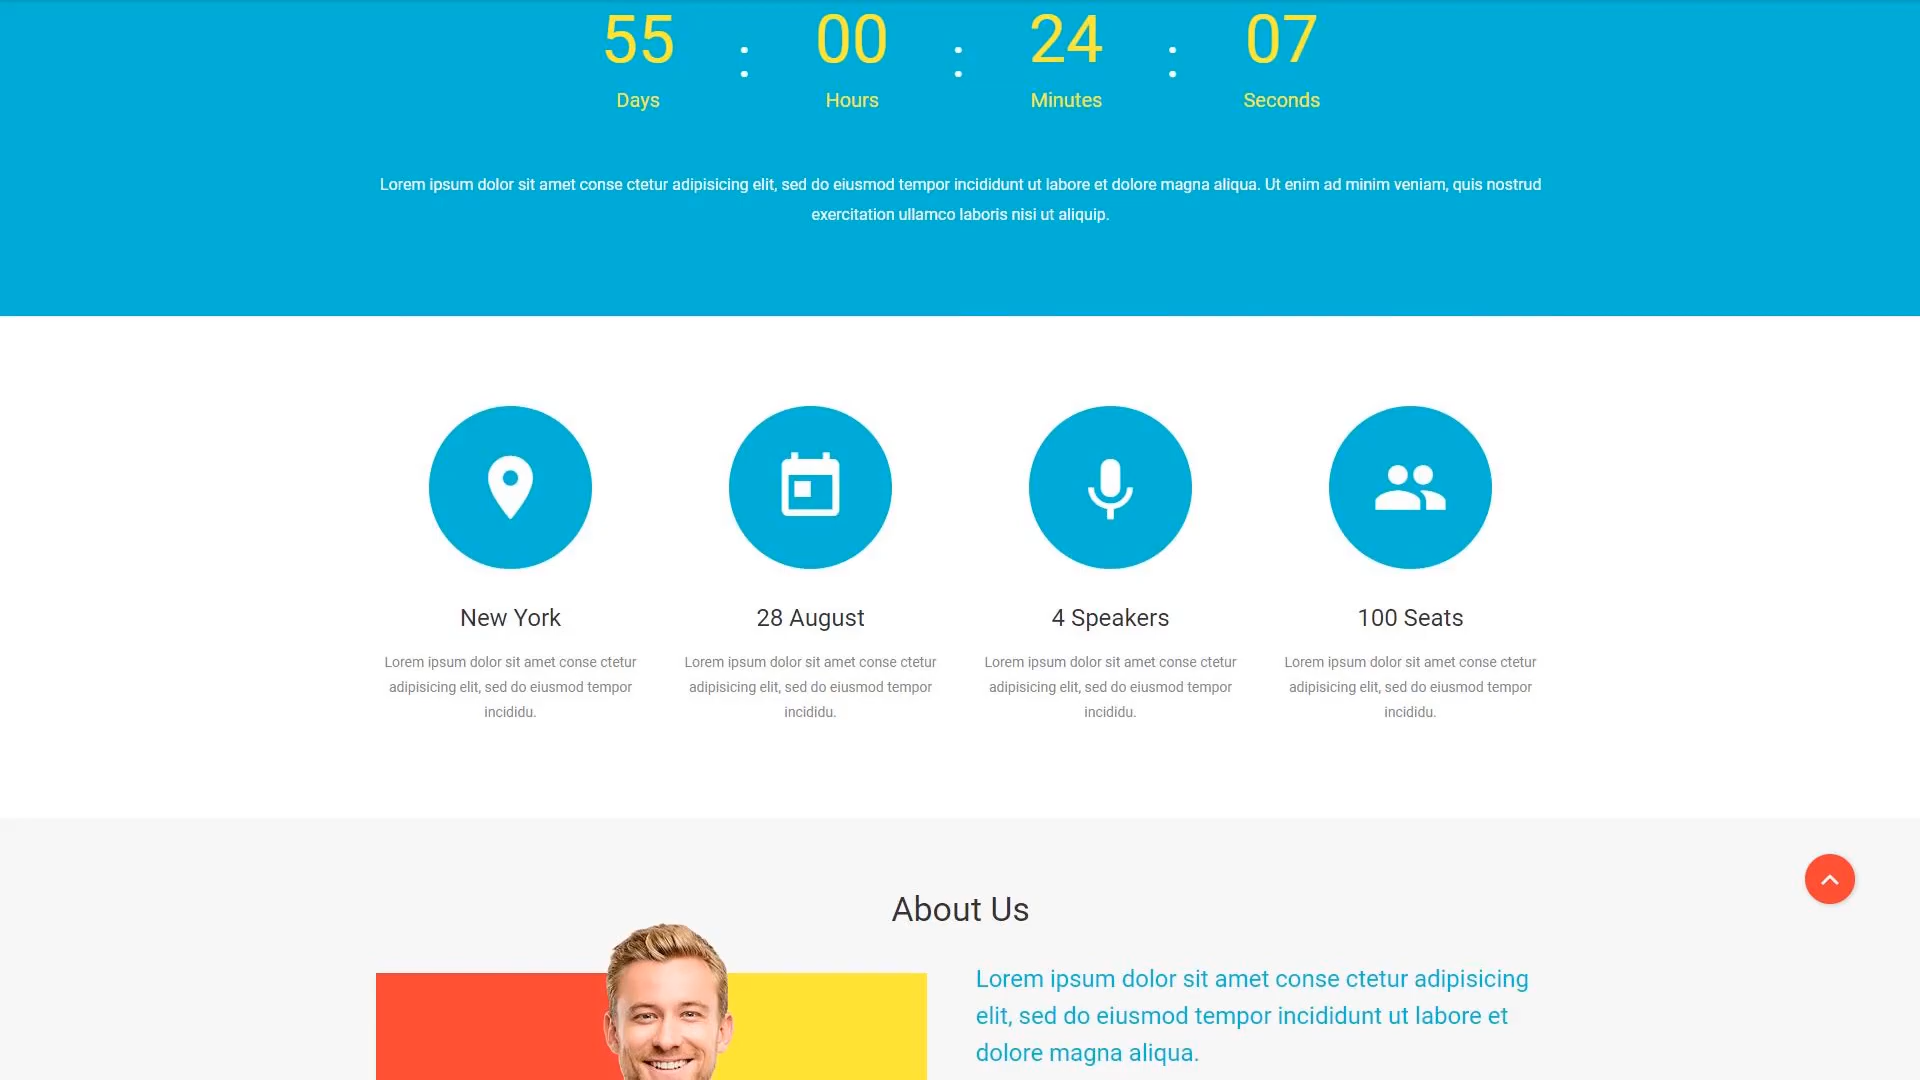 55 : 00 : 24 : 07
Days Hours Minutes Seconds
Lorem ipsum dolor sit amet conse ctetur adipisicing elit, sed do eiusmod tempor incididunt ut labore et dolore magna aliqua. Ut enim ad minim veniam, quis nostrud
exercitation ullamco laboris nisi ut aliquip.
New York
Lorem ipsum dolor sit amet conse ctetur
adipisicing elit, sed do eiusmod tempor
incididu.
28 August
Lorem ipsum dolor sit amet conse ctetur
adipisicing elit, sed do eiusmod tempor
incididu.
4 Speakers
Lorem ipsum dolor sit amet conse ctetur
adipisicing elit, sed do eiusmod tempor
incididu.
100 Seats
Lorem ipsum dolor sit amet conse ctetur
adipisicing elit, sed do eiusmod tempor
incididu.
About Us
Lorem ipsum dolor sit amet conse ctetur adipisicing
elit, sed do eiusmod tempor incididunt ut labore et
dolore magna aliqua.